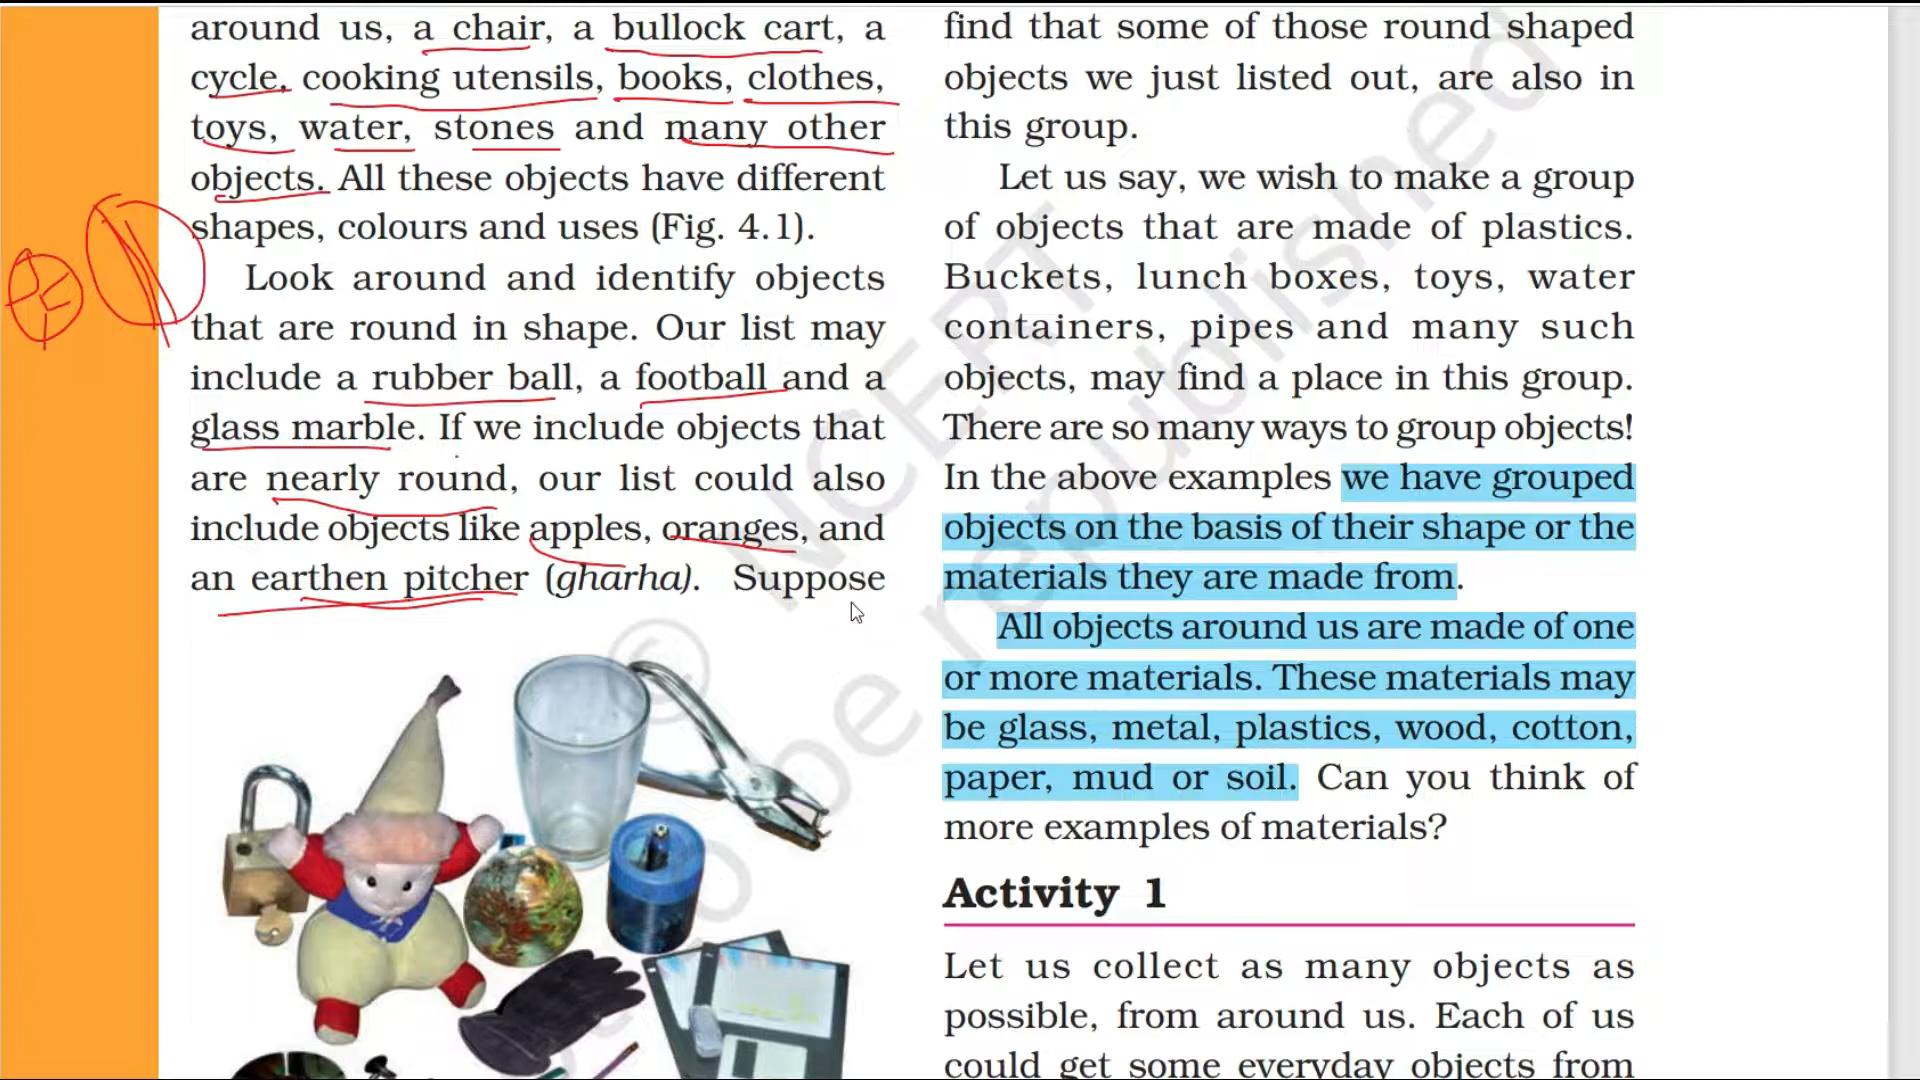 around us, a chair, a bullock cart, a
cycle, cooking utensils, books, clothes,
toys, water, stones and many other
objects. All these objects have different
shapes, colours and uses (Fig. 4.1).
Look around and identify objects
that are round in shape. Our list may
include a rubber ball, a football and a
glass marble. If we include objects that
are nearly round, our list could also
include objects like apples, oranges, and
an earthen pitcher (gharha). Suppose
find that some of those round shaped
objects we just listed out, are also in
this group.
Let us say, we wish to make a group
of objects that are made of plastics.
Buckets, lunch boxes, toys, water
containers, pipes and many such
objects, may find a place in this group.
There are so many ways to group objects!
In the above examples we have grouped
objects on the basis of their shape or the
materials they are made from.
All objects around us are made of one
or more materials. These materials may
be glass, metal, plastics, wood, cotton,
paper, mud or soil. Can you think of
more examples of materials?
Activity 1
Let us collect as many objects as
possible, from around us. Each of us
could get some everyday objects from
© NCERT
be republished